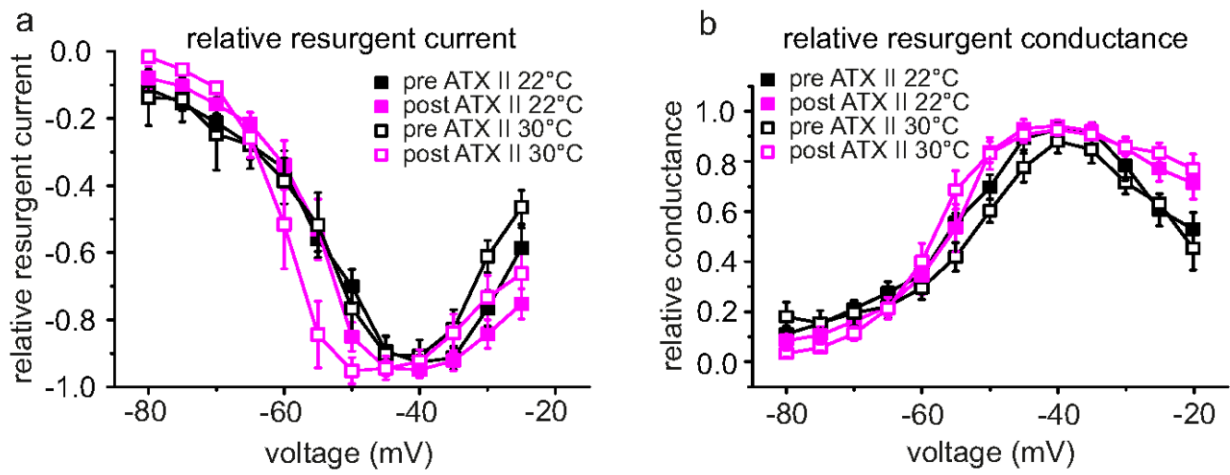 a
relative resurgent current
pre ATX II 22°C
post ATX II 22°C
pre ATX II 30°C
post ATX II 30°C
relative resurgent current
0.0
-0.2
-0.4
-0.6
-0.8
-1.0
-80
-60
-40
-20
voltage (mV)
b
relative resurgent conductance
pre ATX II 22°C
post ATX II 22°C
pre ATX II 30°C
post ATX II 30°C
relative conductance
1.0
0.8
0.6
0.4
0.2
0.0
-80
-60
-40
-20
voltage (mV)